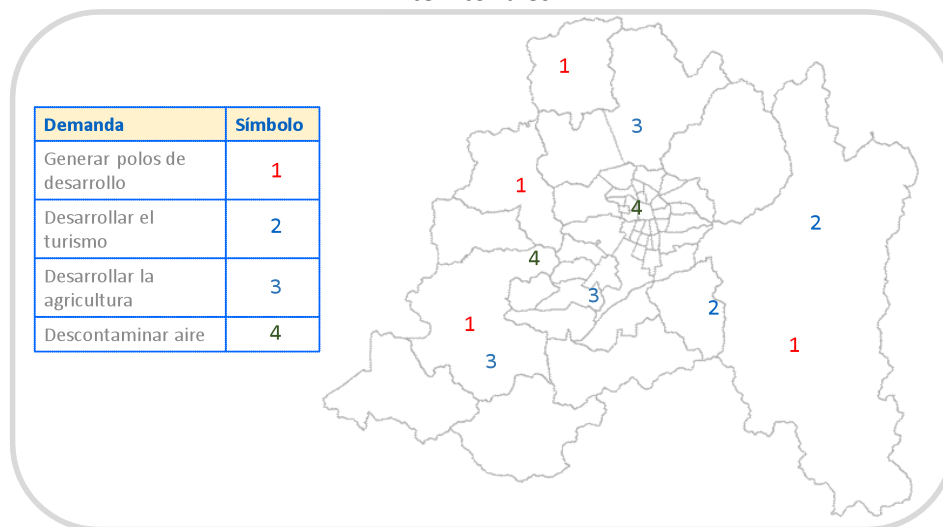 Demanda Símbolo
Generar polos de
desarrollo
1
Desarrollar el
turismo
2
Desarrollar la
agricultura
3
Descontaminar aire 4
1
3
1
4
2
4
3
2
1
1
3